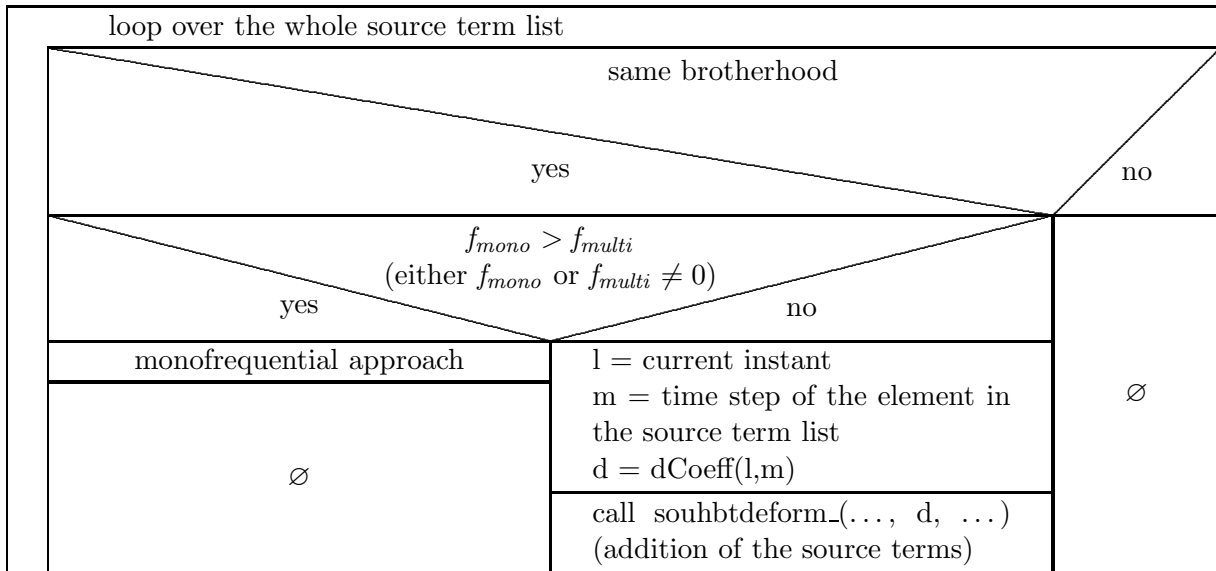 loop over the whole source term list
same brotherhood
yes
no
f_mono > f_multi
(either f_mono or f_multi ≠ 0)
yes
no
monofrequential approach
∅
l = current instant
m = time step of the element in
the source term list
d = dCoeff(l,m)
call souhbtdeform_(..., d, ...)
(addition of the source terms)
∅